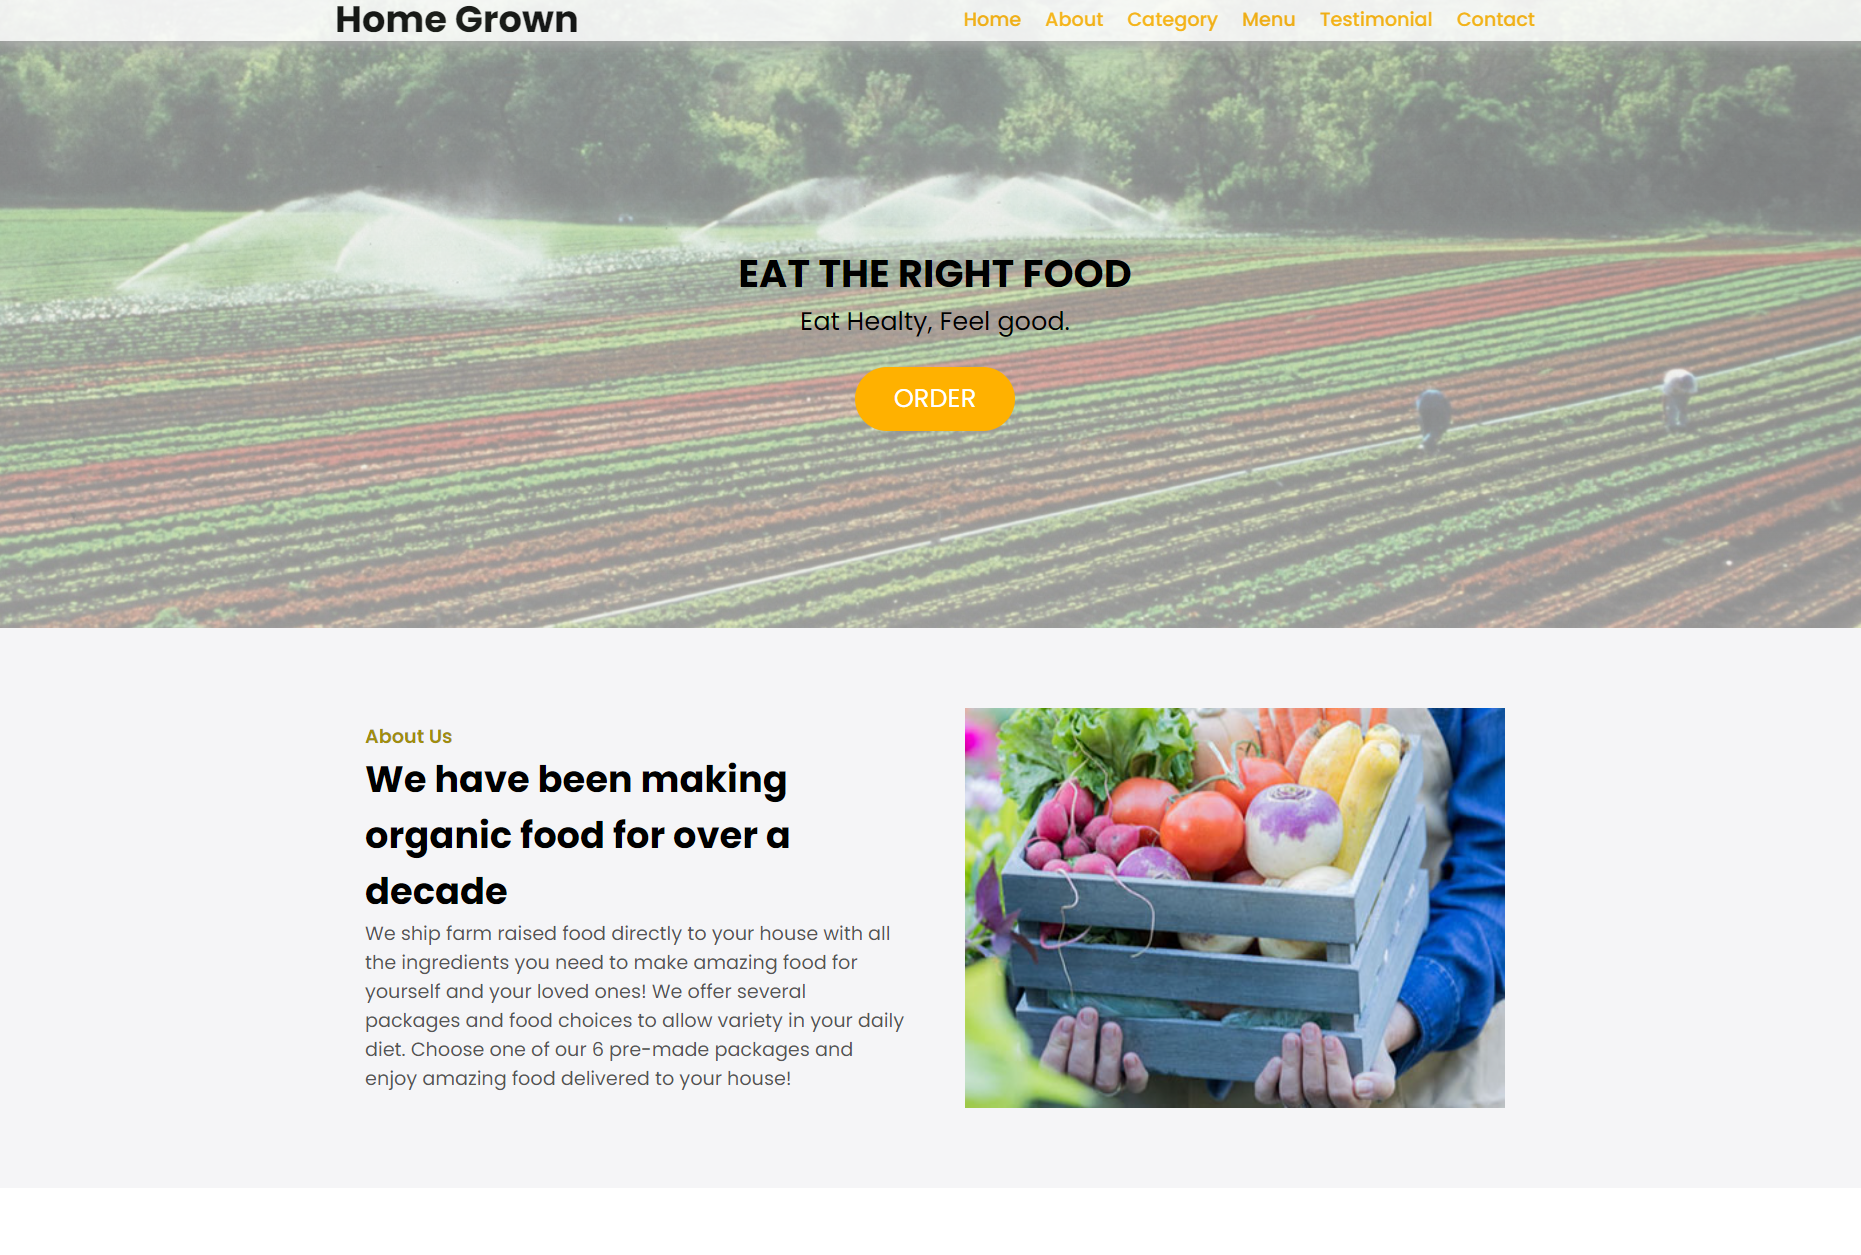 Home Grown
Home About Category Menu Testimonial Contact
EAT THE RIGHT FOOD
Eat Healty, Feel good.
ORDER
About Us
We have been making
organic food for over a
decade
We ship farm raised food directly to your house with all
the ingredients you need to make amazing food for
yourself and your loved ones! We offer several
packages and food choices to allow variety in your daily
diet. Choose one of our 6 pre-made packages and
enjoy amazing food delivered to your house!